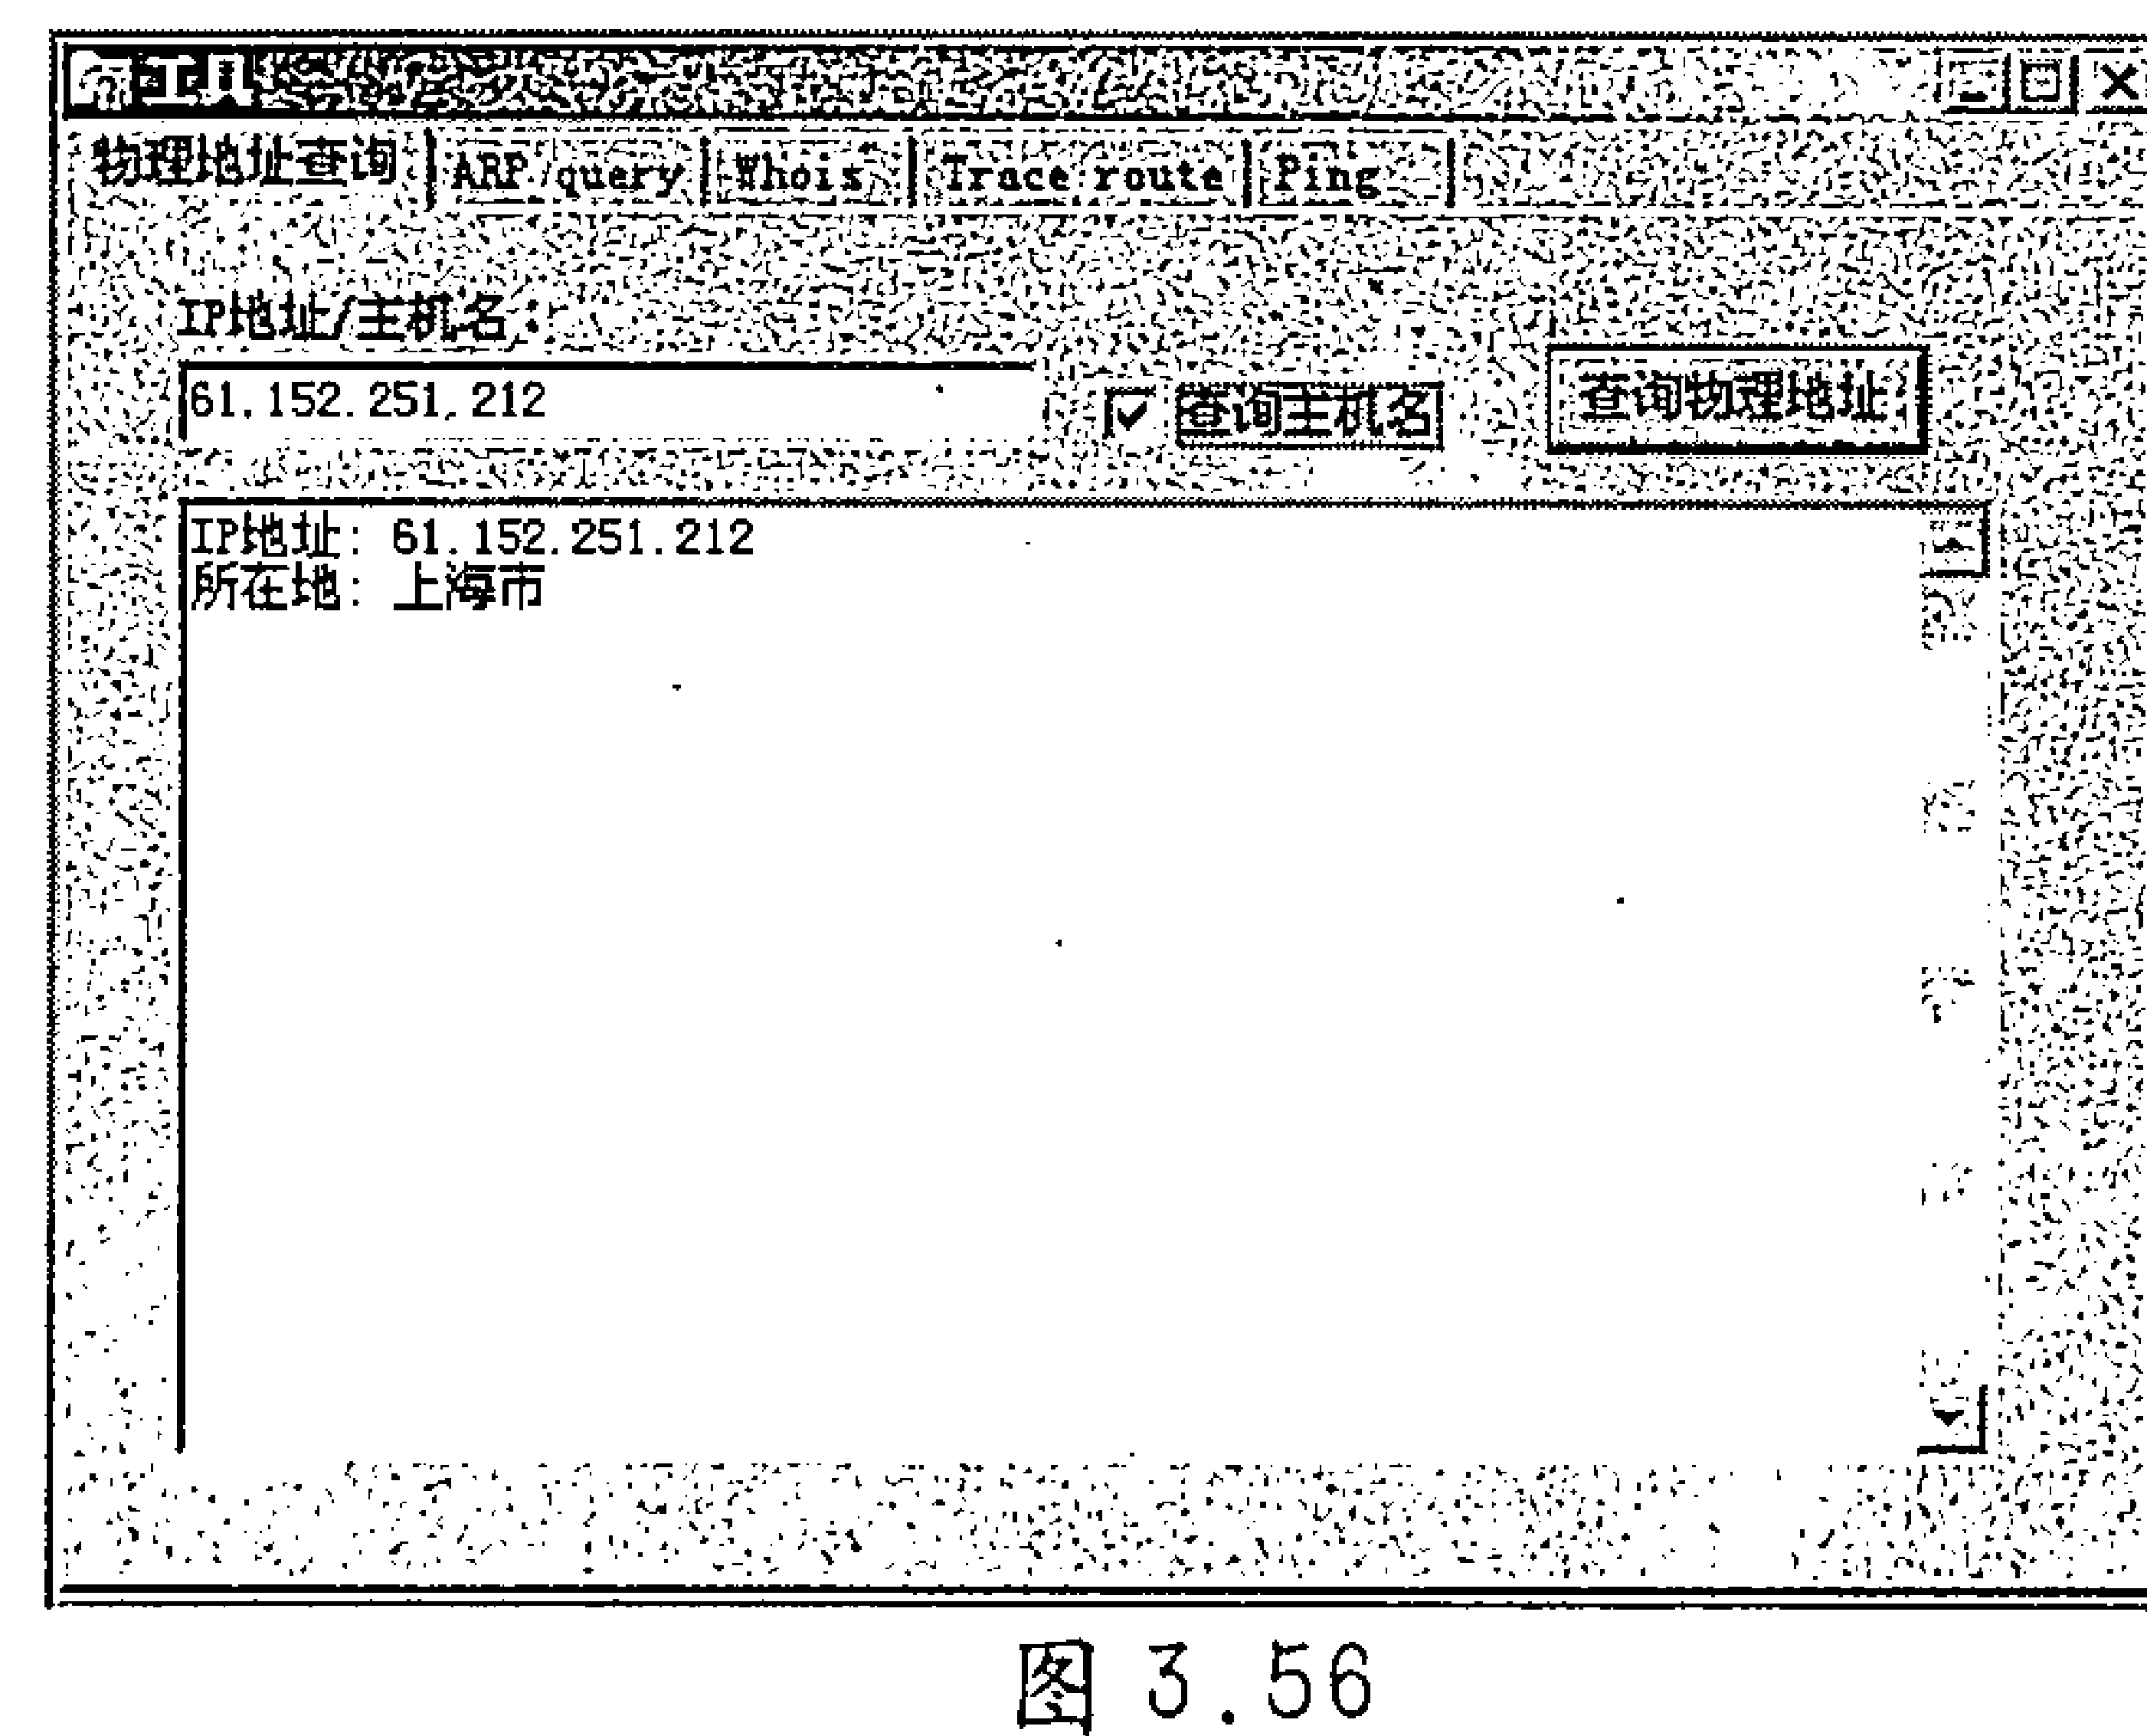 工具
物理地址查询 ARP query Whois Trace route Ping
IP地址/主机名:
61.152.251.212 查询主机名 查询物理地址
IP地址: 61.152.251.212
所在地: 上海市
图 3.56